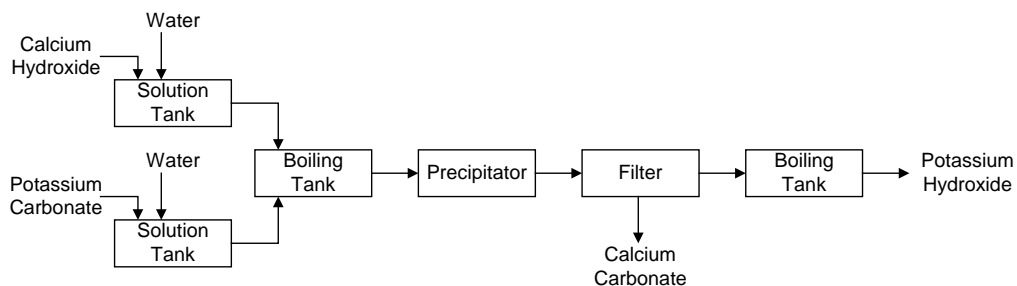 Water
Calcium
Hydroxide
Solution
Tank
Water
Potassium
Carbonate
Solution
Tank
Boiling
Tank
Precipitator
Filter
Calcium
Carbonate
Boiling
Tank
Potassium
Hydroxide